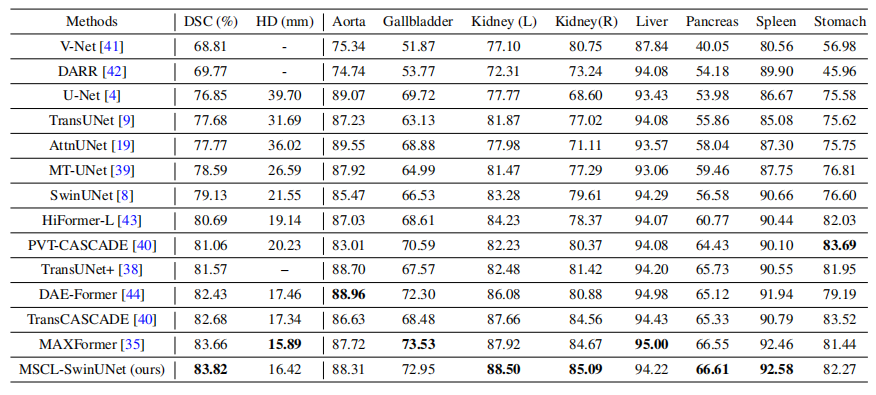 Methods DSC (%) HD (mm) Aorta Gallbladder Kidney (L) Kidney(R) Liver Pancreas Spleen Stomach
V-Net [41] 68.81 - 75.34 51.87 77.10 80.75 87.84 40.05 80.56 56.98
DARR [42] 69.77 - 74.74 53.77 72.31 73.24 94.08 54.18 89.90 45.96
U-Net [4] 76.85 39.70 89.07 69.72 77.77 68.60 93.43 53.98 86.67 75.58
TransUNet [9] 77.68 31.69 87.23 63.13 81.87 77.02 94.08 55.86 85.08 75.62
AttnUNet [19] 77.77 36.02 89.55 68.88 77.98 71.11 93.57 58.04 87.30 75.75
MT-UNet [39] 78.59 26.59 87.92 64.99 81.47 77.29 93.06 59.46 87.75 76.81
SwinUNet [8] 79.13 21.55 85.47 66.53 83.28 79.61 94.29 56.58 90.66 76.60
HiFormer-L [43] 80.69 19.14 87.03 68.61 84.23 78.37 94.07 60.77 90.44 82.03
PVT-CASCADE [40] 81.06 20.23 83.01 70.59 82.23 80.37 94.08 64.43 90.10 83.69
TransUNet+ [38] 81.57 – 88.70 67.57 82.48 81.42 94.20 65.73 90.55 81.95
DAE-Former [44] 82.43 17.46 88.96 72.30 86.08 80.88 94.98 65.12 91.94 79.19
TransCASCADE [40] 82.68 17.34 86.63 68.48 87.66 84.56 94.43 65.33 90.79 83.52
MAXFormer [35] 83.66 15.89 87.72 73.53 87.92 84.67 95.00 66.55 92.46 81.44
MSCL-SwinUNet (ours) 83.82 16.42 88.31 72.95 88.50 85.09 94.22 66.61 92.58 82.27